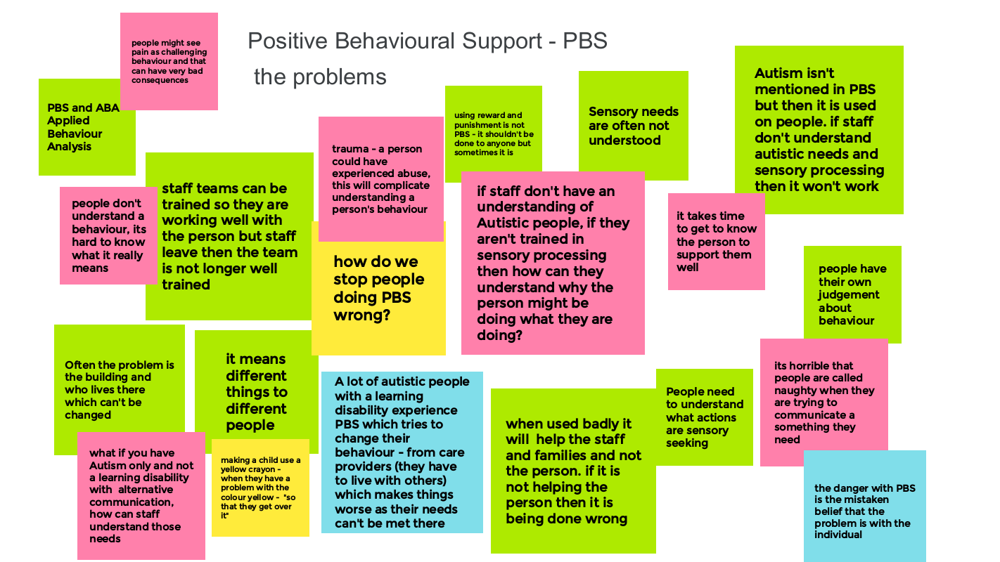 Positive Behavioural Support - PBS
the problems
people might see
pain as challenging
behaviour and that
can have very bad
consequences
PBS and ABA
Applied
Behaviour
Analysis
people don't
understand a
behaviour, its
hard to know
what it really
means
staff teams can be
trained so they are
working well with
the person but staff
leave then the team
is not longer well
trained
trauma - a person
could have
experienced abuse,
this will complicate
understanding a
person's behaviour
using reward and
punishment is not
PBS - it shouldn't be
done to anyone but
sometimes it is
Sensory needs
are often not
understood
Autism isn't
mentioned in PBS
but then it is used
on people. if staff
don't understand
autistic needs and
sensory processing
then it won't work
how do we
stop people
doing PBS
wrong?
if staff don't have an
understanding of
Autistic people, if they
aren't trained in
sensory processing
then how can they
understand why the
person might be
doing what they are
doing?
it takes time
to get to know
the person to
support them
well
people have
their own
judgement
about
behaviour
Often the problem is
the building and
who lives there
which can't be
changed
it means
different
things to
different
people
A lot of autistic people
with a learning
disability experience
PBS which tries to
change their
behaviour - from care
providers (they have
to live with others)
which makes things
worse as their needs
can't be met there
when used badly it
will  help the staff
and families and not
the person. if it is
not helping the
person then it is
being done wrong
People need
to understand
what actions
are sensory
seeking
its horrible that
people are called
naughty when they
are trying to
communicate a
something they
need
what if you have
Autism only and not
a learning disability
with  alternative
communication,
how can staff
understand those
needs
making a child use a
yellow crayon -
when they have a
problem with the
colour yellow -  "so
that they get over
it"
the danger with PBS
is the mistaken
belief that the
problem is with the
individual